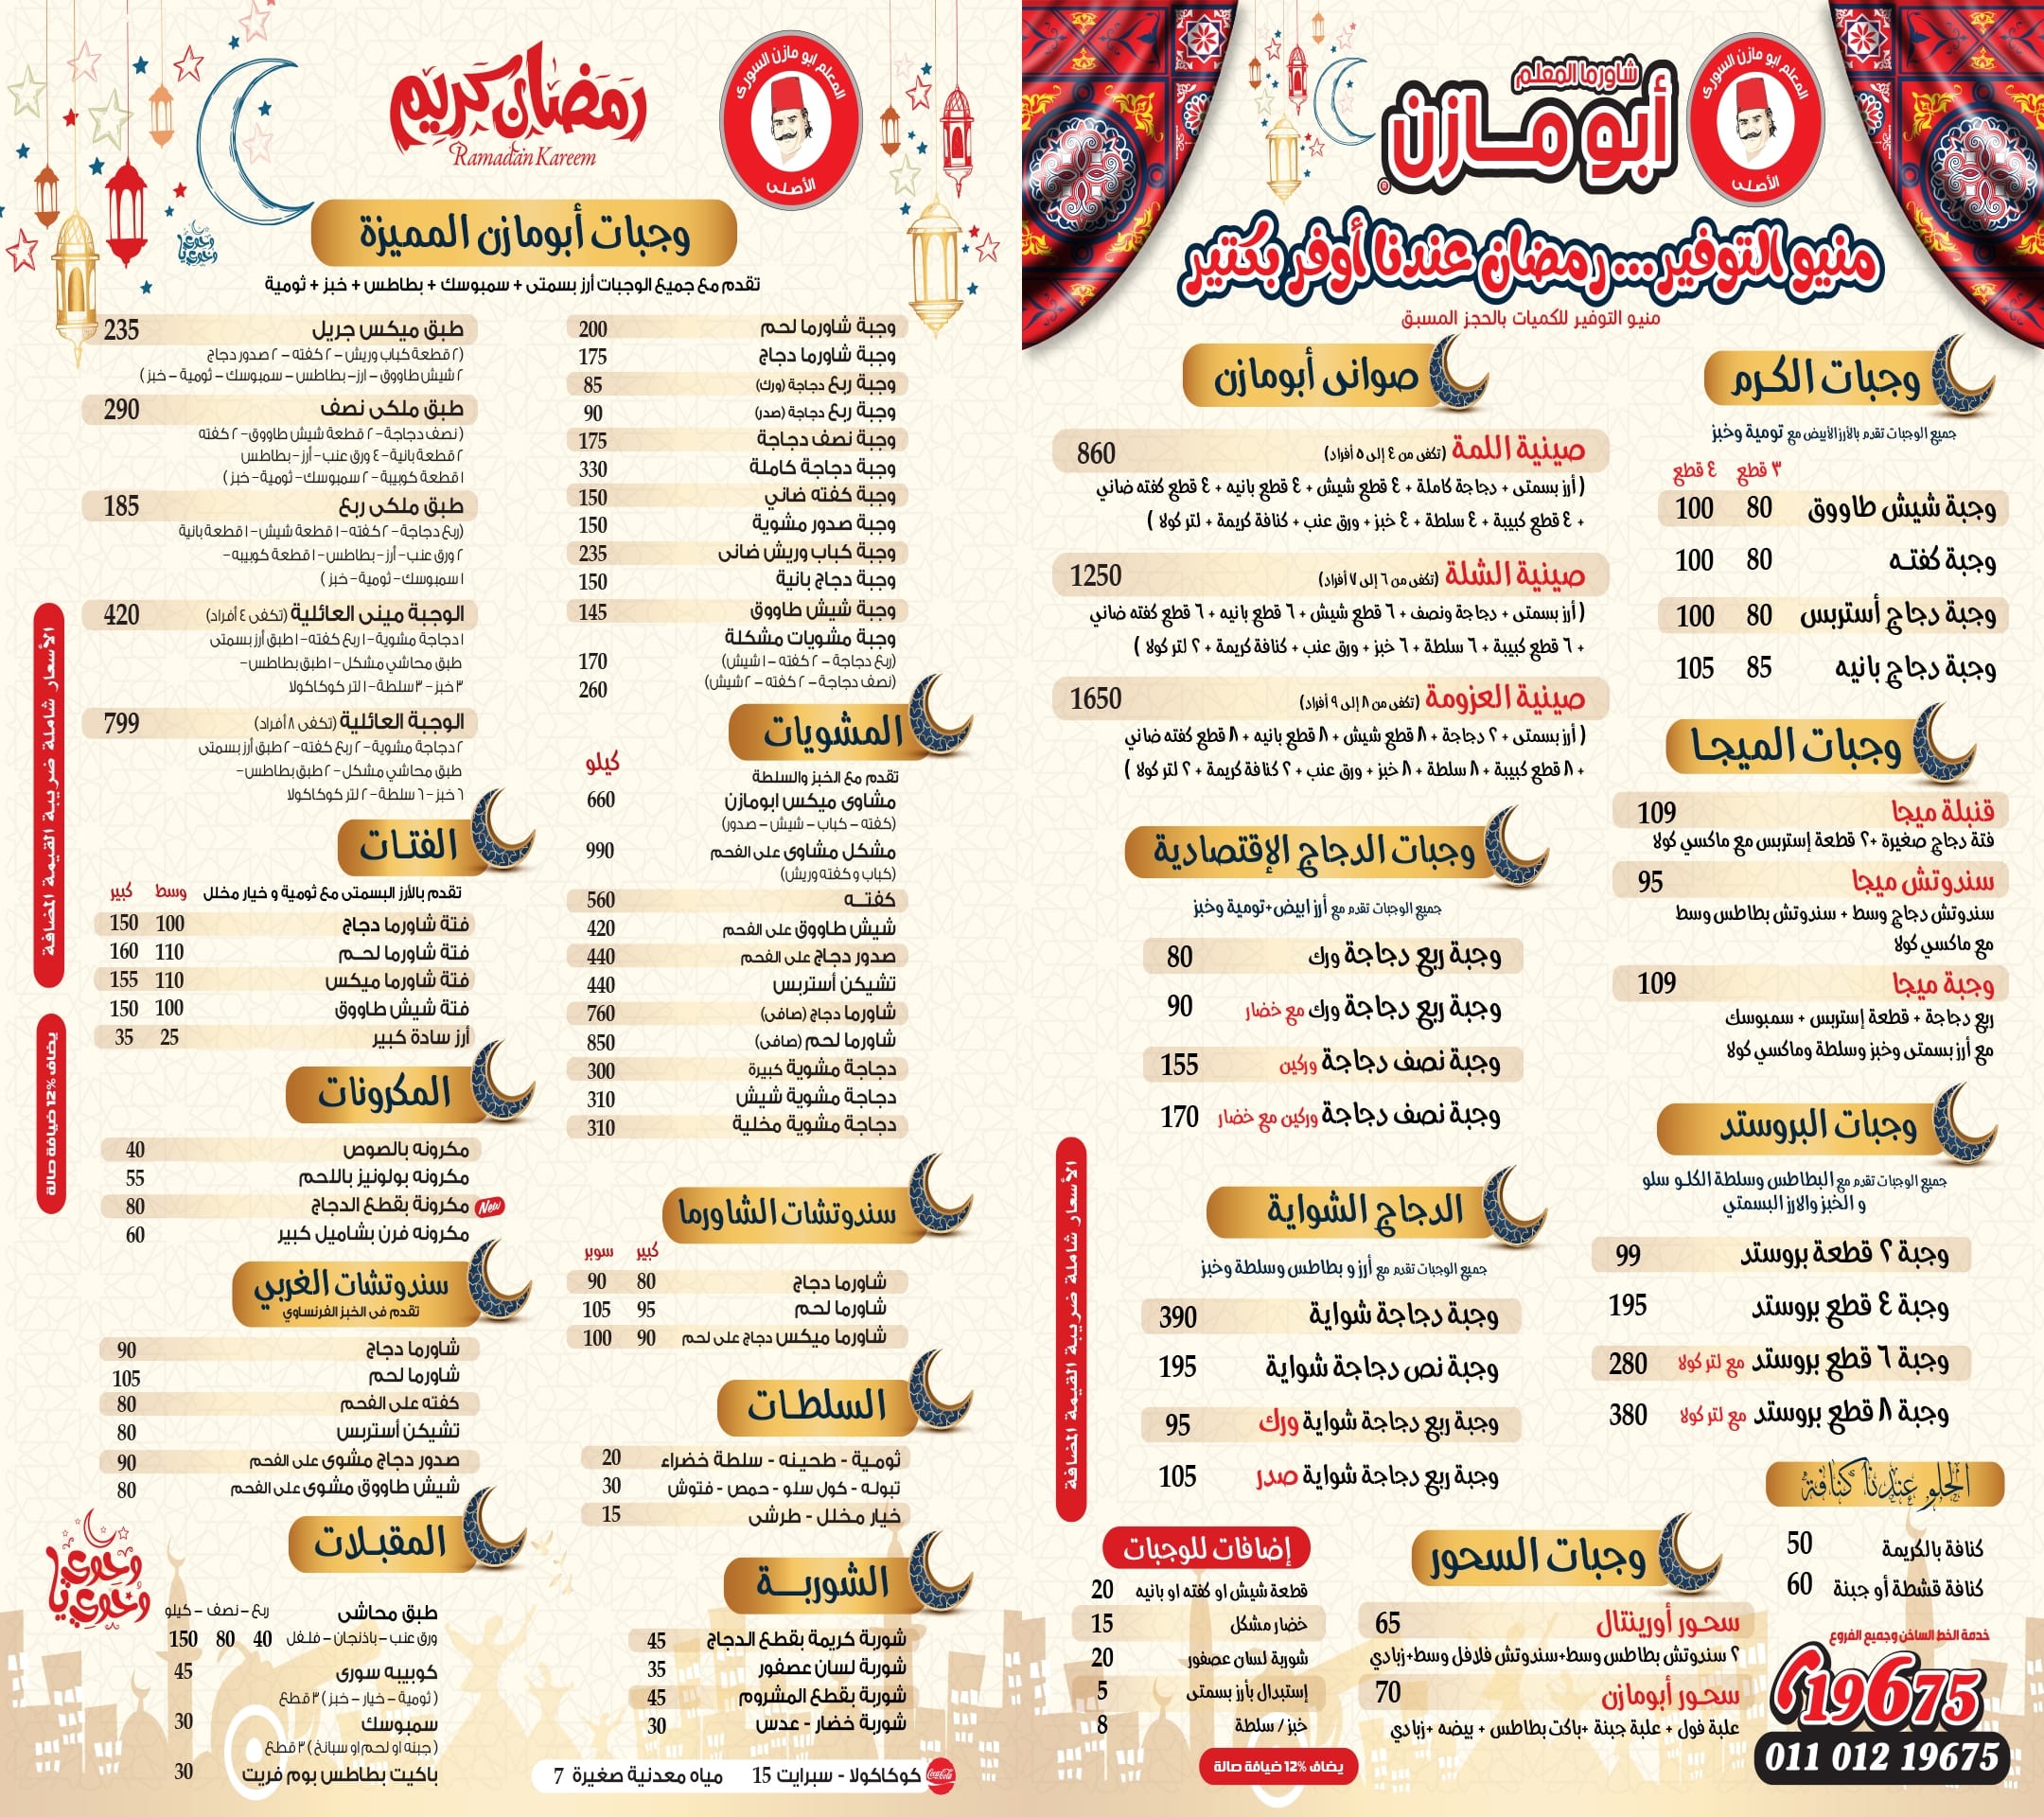 شاورما المعلم
أبو مازن
المعلم ابو مازن السورى
الأصلى
منيو التوفير... رمضان عندنا أوفر بكتير
منيو التوفير للكميات بالحجز المسبق
وجبات الكرم
جميع الوجبات تقدم بالأرز الأبيض مع تومية وخبز
٣ قطع ٤ قطع
وجبة شيش طاووق 80 100
وجبة كفته 80 100
وجبة دجاج أستربس 80 100
وجبة دجاج بانيه 85 105
وجبات الميجا
قنبلة ميجا 109
فتة دجاج صغيرة +٢ قطعة إستربس مع ماكسي كولا
سندوتش ميجا 95
سندوتش دجاج وسط + سندوتش بطاطس وسط
مع ماكسي كولا
وجبة ميجا 109
ربع دجاجة + قطعة إستربس + سمبوسك
مع أرز بسمتى وخبز وسلطة وماكسي كولا
وجبات البروستد
جميع الوجبات تقدم مع البطاطس وسلطة الكلـو سلو
و الخبز والارز البسمتي
وجبة ٢ قطعة بروستد 99
وجبة ٤ قطع بروستد 195
وجبة ٦ قطع بروستد مع لتر كولا 280
وجبة ٨ قطع بروستد مع لتر كولا 380
الحلو عندنا كنافة
كنافة بالكريمة 50
كنافة قشطة أو جبنة 60
خدمة الخط الساخن وجميع الفروع
19675
011 012 19675
صوانى أبومازن
صينية اللمة (تكفى من ٤ إلى ٥ أفراد) 860
( أرز بسمتى + دجاجة كاملة + ٤ قطع شيش + ٤ قطع بانيه + ٤ قطع كفته ضاني
+ ٤ قطع كبيبة + ٤ سلطة + ٤ خبز + ورق عنب + كنافة كريمة + لتر كولا )
صينية الشلة (تكفى من ٦ إلى ٧ أفراد) 1250
( أرز بسمتى + دجاجة ونصف + ٦ قطع شيش + ٦ قطع بانيه + ٦ قطع كفته ضاني
+ ٦ قطع كبيبة + ٦ سلطة + ٦ خبز + ورق عنب + كنافة كريمة + ٢ لتر كولا )
صينية العزومة (تكفى من ٨ إلى ٩ أفراد) 1650
( أرز بسمتى + ٢ دجاجة + ٨ قطع شيش + ٨ قطع بانيه + ٨ قطع كفته ضاني
+ ٨ قطع كبيبة + ٨ سلطة + ٨ خبز + ورق عنب + ٢ كنافة كريمة + ٢ لتر كولا )
وجبات الدجاج الإقتصادية
جميع الوجبات تقدم مع أرز ابيض+تومية وخبز
وجبة ربع دجاجة ورك 80
وجبة ربع دجاجة ورك مع خضار 90
وجبة نصف دجاجة وركين 155
وجبة نصف دجاجة وركين مع خضار 170
الدجاج الشواية
جميع الوجبات تقدم مع أرز و بطاطس وسلطة وخبز
وجبة دجاجة شواية 390
وجبة نص دجاجة شواية 195
وجبة ربع دجاجة شواية ورك 95
وجبة ربع دجاجة شواية صدر 105
الأسعار شاملة ضريبة القيمة المضافة
وجبات السحور
سحور أورينتال 65
٢ سندوتش بطاطس وسط+سندوتش فلافل وسط+زبادي
سحور أبومازن 70
علبة فول + علبة جبنة +باكت بطاطس + بيضه +زبادي
إضافات للوجبات
قطعة شيش او كفته او بانيه 20
خضار مشكل 15
شوربة لسان عصفور 20
إستبدال بأرز بسمتى 5
خبز / سلطة 8
يضاف 12% ضيافة صالة
المعلم ابو مازن السورى
الأصلى
رمضان كريم
Ramadan Kareem
وحوي يا وحوي
وجبات أبومازن المميزة
تقدم مع جميع الوجبات أرز بسمتى + سمبوسك + بطاطس + خبز + ثومية
وجبة شاورما لحم 200
وجبة شاورما دجاج 175
وجبة ربع دجاجة (ورك) 85
وجبة ربع دجاجة (صدر) 90
وجبة نصف دجاجة 175
وجبة دجاجة كاملة 330
وجبة كفته ضاني 150
وجبة صدور مشوية 150
وجبة كباب وريش ضانى 235
وجبة دجاج بانية 150
وجبة شيش طاووق 145
وجبة مشويات مشكلة
(ربع دجاجة - ٢ كفته - ١ شيش) 170
(نصف دجاجة - ٢ كفته - ٢ شيش) 260
المشويات
كيلو
تقدم مع الخبز والسلطة
مشاوى ميكس ابومازن 660
(كفته - كباب - شيش - صدور)
مشكل مشاوى على الفحم 990
(كباب وكفته وريش)
كفتــه 560
شيش طاووق على الفحم 420
صدور دجاج على الفحم 440
تشيكن أستربس 440
شاورما دجاج (صافى) 760
شاورما لحم (صافى) 850
دجاجة مشوية كبيرة 300
دجاجة مشوية شيش 310
دجاجة مشوية مخلية 310
سندوتشات الشاورما
كبير سوبر
شاورما دجاج 80 90
شاورما لحم 95 105
شاورما ميكس دجاج على لحم 90 100
السلطات
ثومية - طحينه - سلطة خضراء 20
تبوله - كول سلو - حمص - فتوش 30
خيار مخلل - طرشى 15
الشوربــة
شوربة كريمة بقطع الدجاج 45
شوربة لسان عصفور 35
شوربة بقطع المشروم 45
شوربة خضار - عدس 30
Coca-Cola
كوكاكولا - سبرايت 15 مياه معدنية صغيرة 7
طبق ميكس جريل 235
(٢ قطعة كباب وريش - ٢ كفته - ٢ صدور دجاج
٢ شيش طاووق - ارز- بطاطس - سمبوسك - ثومية - خبز )
طبق ملكى نصف 290
( نصف دجاجة-٢ قطعة شيش طاووق- ٢ كفته
٢ قطعة بانية- ٤ ورق عنب- أرز- بطاطس
١ قطعة كوبيبة- ٢ سمبوسك- ثومية- خبز )
طبق ملكى ربع 185
(ربع دجاجة- ٢ كفته- ١ قطعة شيش- ١ قطعة بانية
٢ ورق عنب- أرز- بطاطس- ١ قطعة كوبيبه-
١ سمبوسك- ثومية- خبز )
الوجبة مينى العائلية (تكفى ٤ أفراد) 420
١ دجاجة مشوية- ١ ربع كفته- ١ طبق أرز بسمتى
طبق محاشي مشكل- ١ طبق بطاطس-
٣ خبز- ٣ سلطة- ١ لتر كوكاكولا
الوجبة العائلية (تكفى ٨ أفراد) 799
٢ دجاجة مشوية- ٢ ربع كفته- ٢ طبق أرز بسمتى
طبق محاشي مشكل- ٢ طبق بطاطس-
٦ خبز- ٦ سلطة- ٢ لتر كوكاكولا
الفتـات
تقدم بالأرز البسمتى مع ثومية و خيار مخلل وسط كبير
فتة شاورما دجاج 100 150
فتة شاورما لحـم 110 160
فتة شاورما ميكس 110 155
فتة شيش طاووق 100 150
أرز سادة كبير 25 35
المكرونات
مكرونه بالصوص 40
مكرونه بولونيز باللحم 55
New مكرونة بقطع الدجاج 80
مكرونه فرن بشاميل كبير 60
سندوتشات الغربي
تقدم فى الخبز الفرنساوي
شاورما دجاج 90
شاورما لحم 105
كفته على الفحم 80
تشيكن أستربس 80
صدور دجاج مشوى على الفحم 90
شيش طاووق مشوى على الفحم 80
المقبـلات
طبق محاشى ربع - نصف - كيلو
ورق عنب - باذنجان - فلفل 40 80 150
كوبيبه سورى 45
( ثومية - خيار - خبز ) ٣ قطع
سمبوسك 30
( جبنه او لحم او سبانخ ) ٣ قطع
باكيت بطاطس بوم فريت 30
الأسعار شاملة ضريبة القيمة المضافة
يضاف 12% ضيافة صالة
وحوي يا وحوي